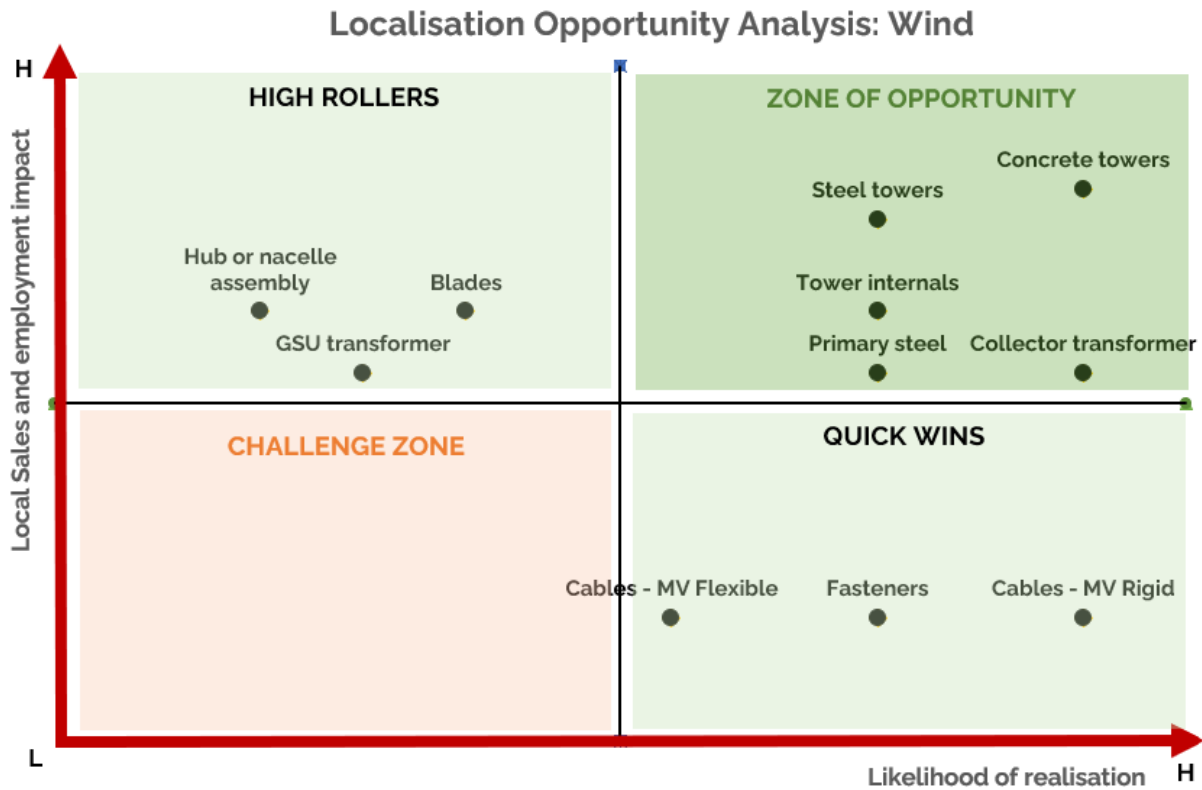 Localisation Opportunity Analysis: Wind
H
Local Sales and employment impact
HIGH ROLLERS
ZONE OF OPPORTUNITY
Concrete towers
Steel towers
Hub or nacelle
assembly
Blades
Tower internals
GSU transformer
Primary steel
Collector transformer
CHALLENGE ZONE
QUICK WINS
Cables - MV Flexible
Fasteners
Cables - MV Rigid
L
Likelihood of realisation
H